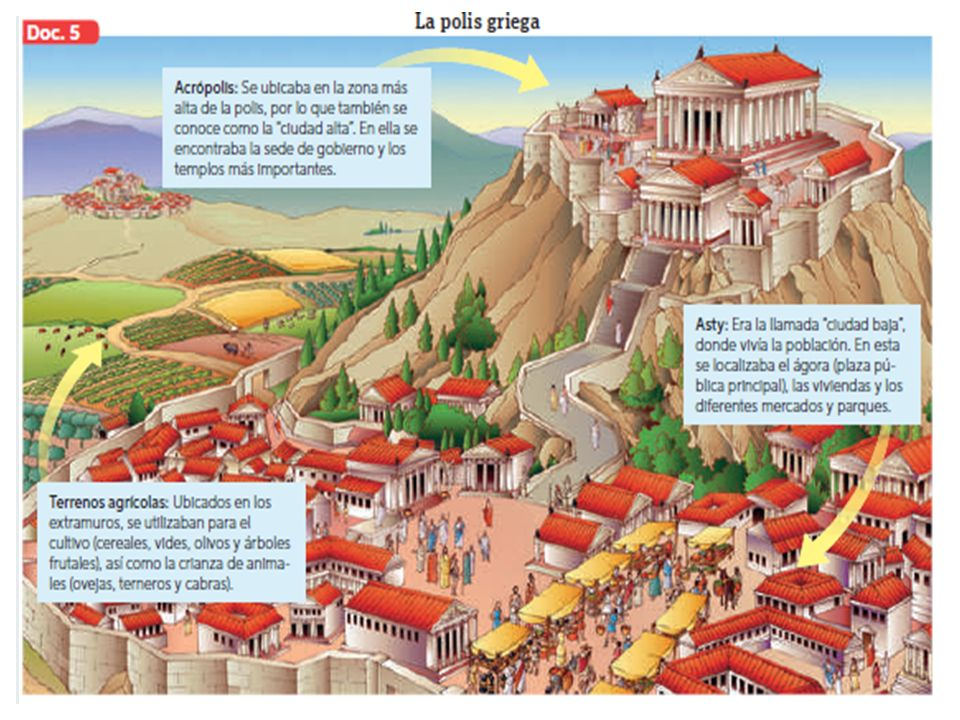 La polis griega
Doc. 5
Acrópolis: Se ubicaba en la zona más
alta de la polis, por lo que también se
conoce como la "ciudad alta". En ella se
encontraba la sede de gobierno y los
templos más importantes.
Asty: Era la llamada "ciudad baja",
donde vivía la población. En esta
se localizaba el ágora (plaza pú-
blica principal), las viviendas y los
diferentes mercados y parques.
Terrenos agrícolas: Ubicados en los
extramuros, se utilizaban para el
cultivo (cereales, vides, olivos y árboles
frutales), así como la crianza de anima-
les (ovejas, terneros y cabras).